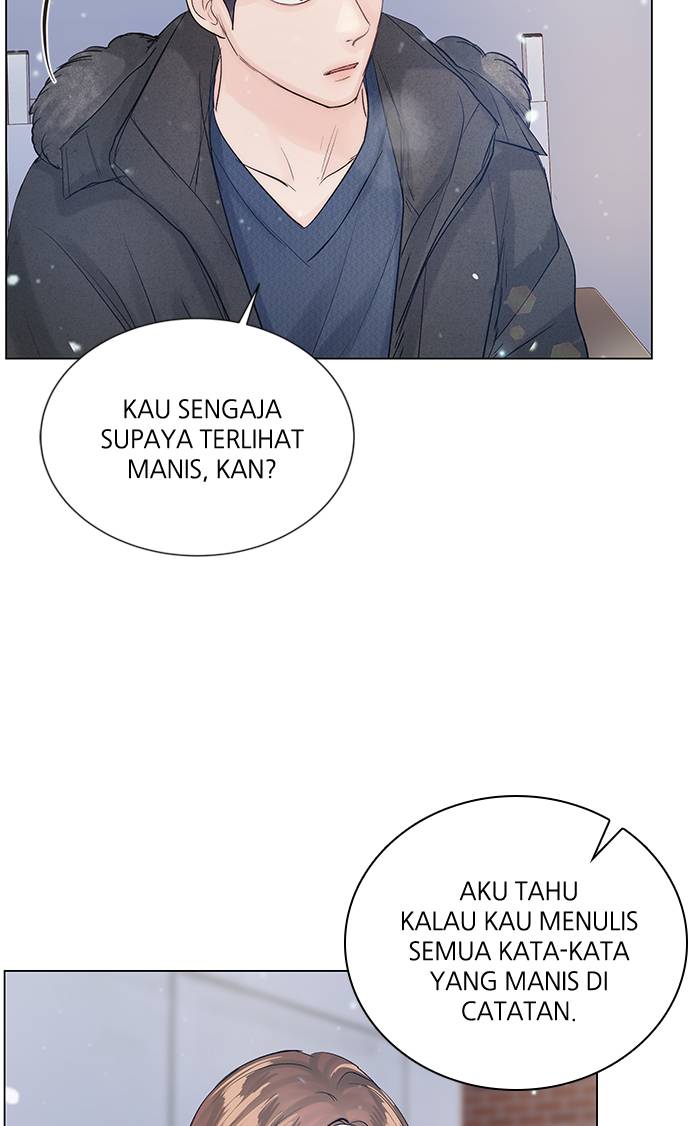 KAU SENGAJA
SUPAYA TERLIHAT
MANIS, KAN?
AKU TAHU
KALAU KAU MENULIS
SEMUA KATA-KATA
YANG MANIS DI
CATATAN.